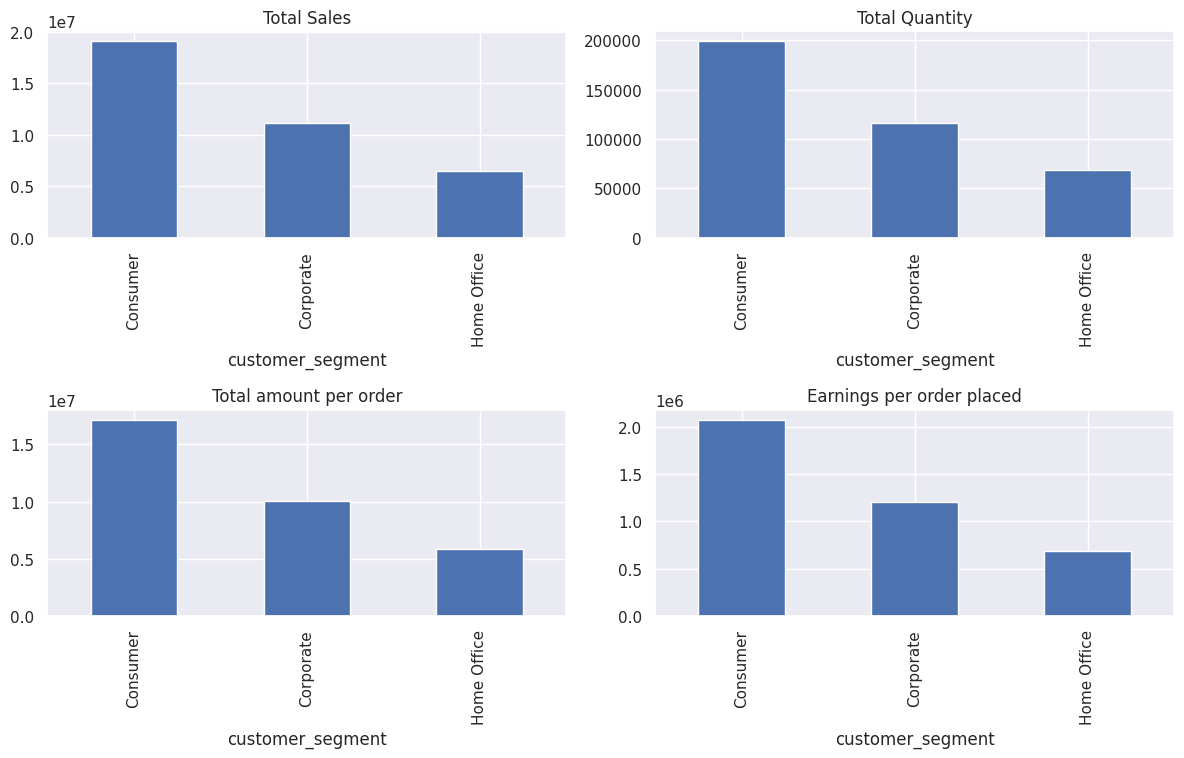 Total Sales
1e7
2.0
1.5
1.0
0.5
0.0
Consumer
Corporate
Home Office
customer_segment
Total Quantity
200000
150000
100000
50000
0
Consumer
Corporate
Home Office
customer_segment
Total amount per order
1e7
1.5
1.0
0.5
0.0
Consumer
Corporate
Home Office
customer_segment
Earnings per order placed
1e6
2.0
1.5
1.0
0.5
0.0
Consumer
Corporate
Home Office
customer_segment